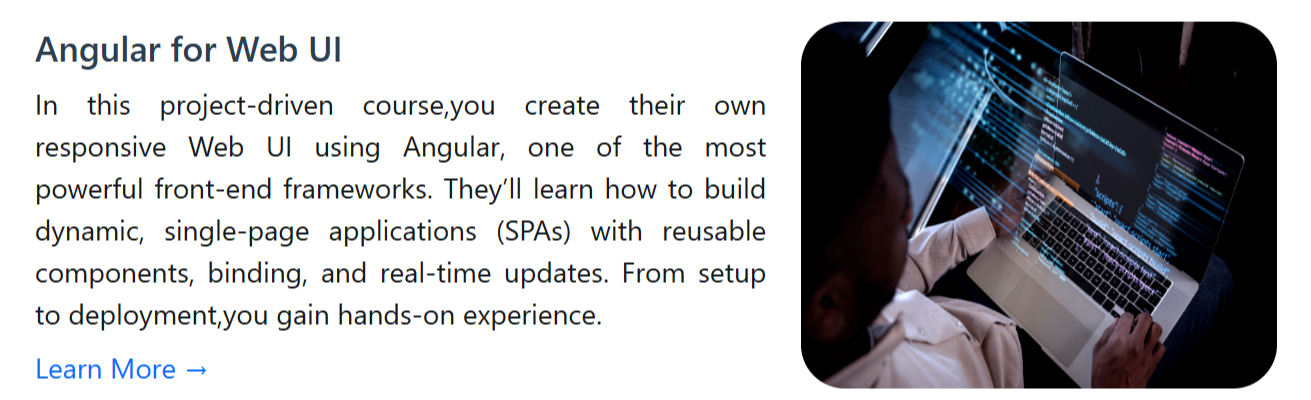 Angular for Web UI
In this project-driven course,you create their own
responsive Web UI using Angular, one of the most
powerful front-end frameworks. They’ll learn how to build
dynamic, single-page applications (SPAs) with reusable
components, binding, and real-time updates. From setup
to deployment,you gain hands-on experience.
Learn More →